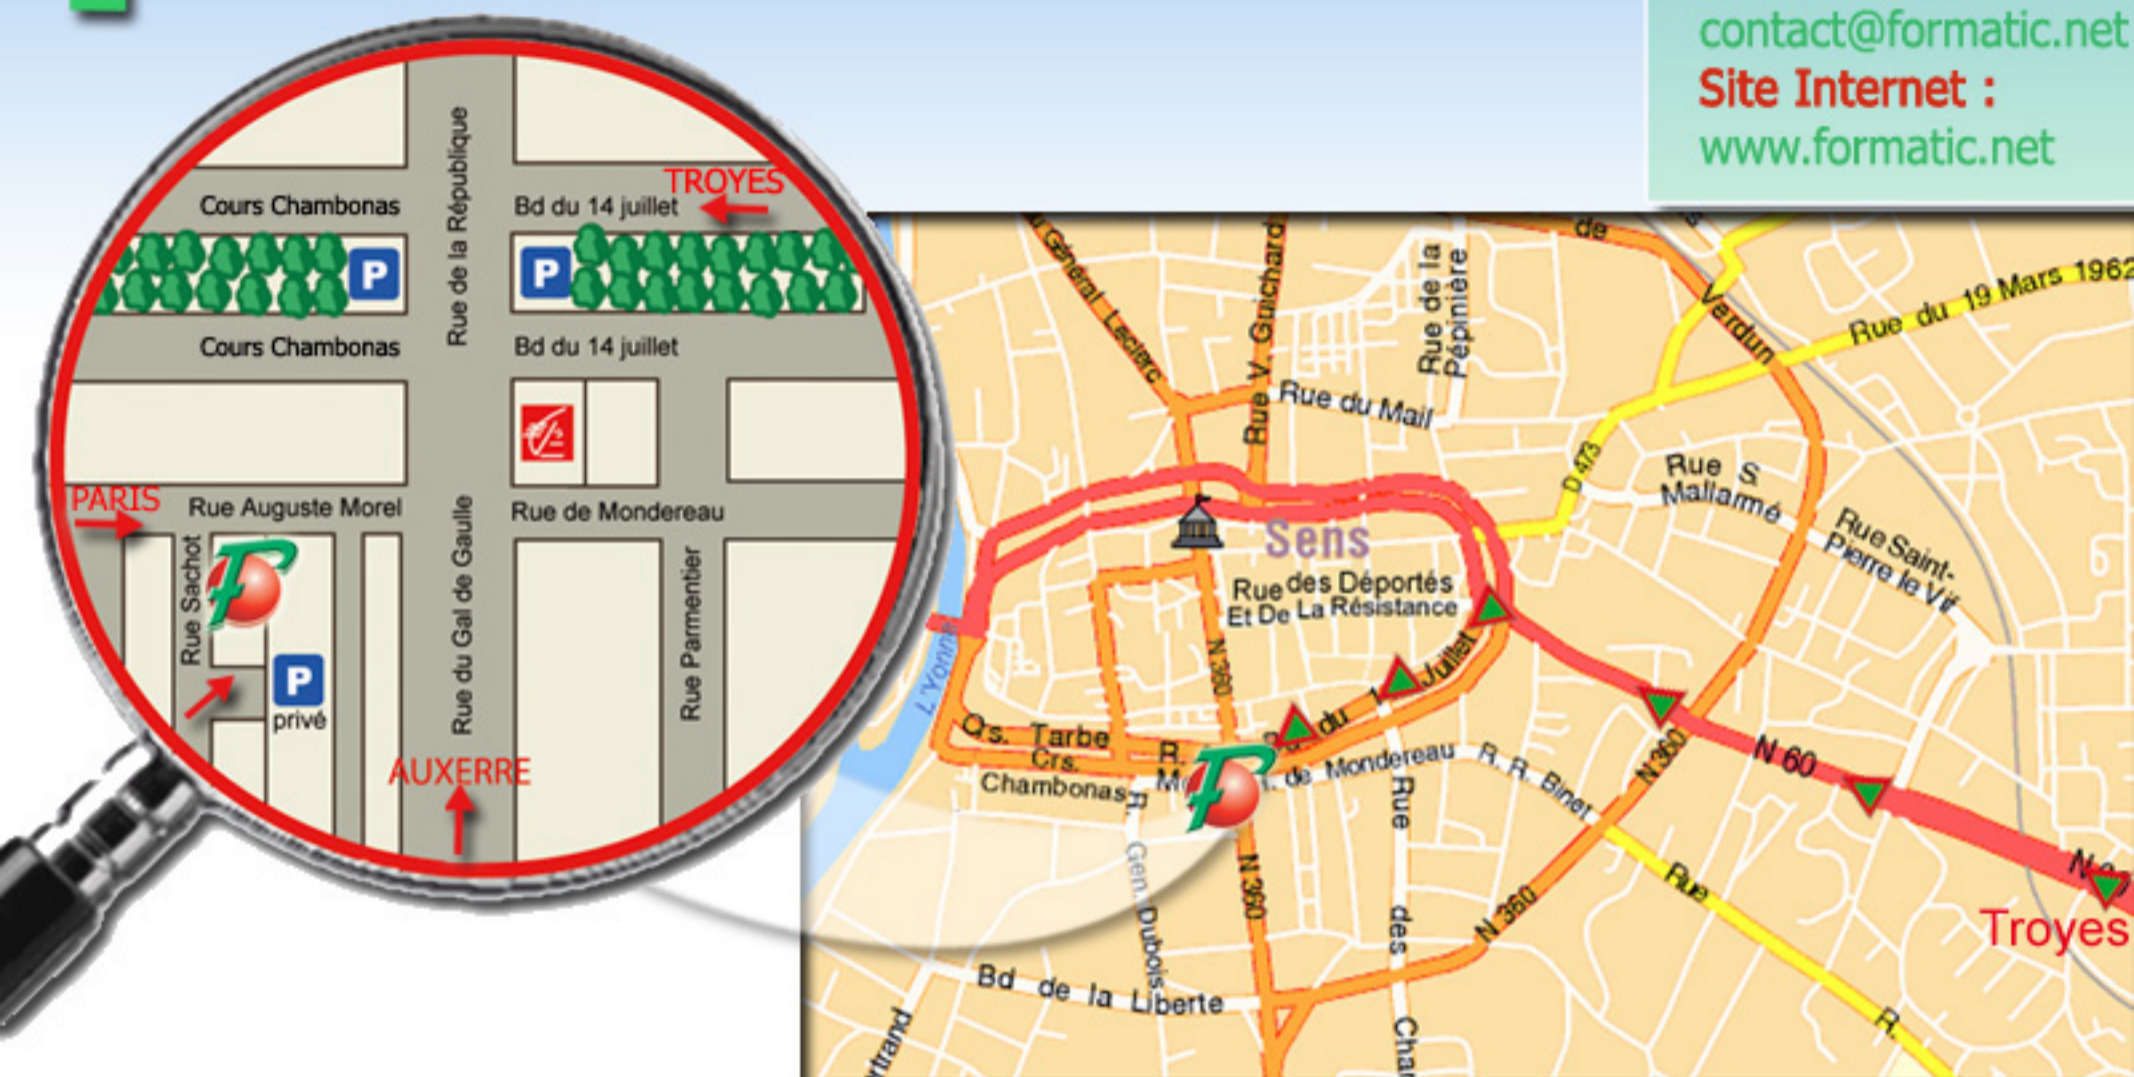 contact@formatic.net
Site Internet :
www.formatic.net
Rue de la République
TROYES
Cours Chambonas
Bd du 14 juillet
P
P
Cours Chambonas
Bd du 14 juillet
PARIS
Rue Auguste Morel
Rue de Mondereau
Rue Sachot
Rue du Gal de Gaulle
Rue Parmentier
P
privé
AUXERRE
Général Leclerc
Rue V. Guichard
Rue de la
Pépinière
de
Verdun
Rue du 19 Mars 1962
Rue du Mail
D 473
Rue S.
Mallarmé
Rue Saint-
Pierre le Vif
Sens
Rue des Déportés
Et De La Résistance
L'Yonne
N 360
du 1 Juillet
Crs. Tarbe
Crs.
Chambonas
R.
de Mondereau
R. R. Binet
N 360
N 60
R. Gen. Dubois
N 360
Rue des
N 360
Rue
Troyes
Bd de la Liberte
R.